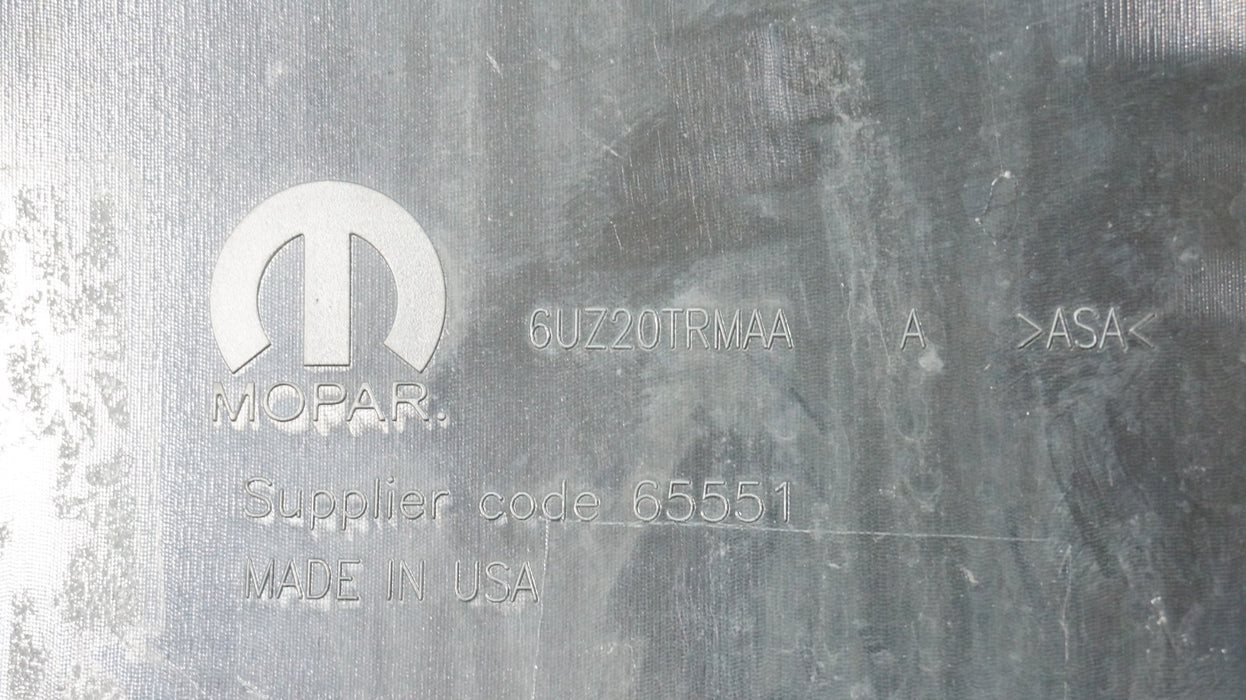 6UZ20TRMAA A >ASA<
MOPAR.
Supplier code 65551
MADE IN USA